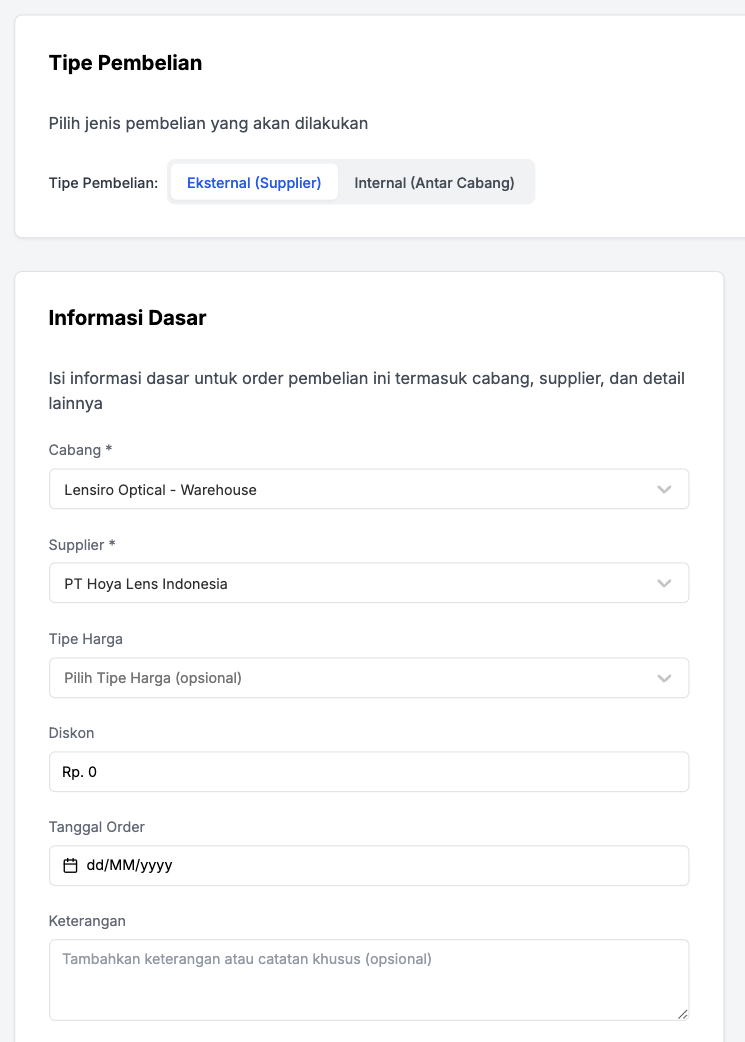 Tipe Pembelian
Pilih jenis pembelian yang akan dilakukan
Tipe Pembelian: Eksternal (Supplier) Internal (Antar Cabang)
Informasi Dasar
Isi informasi dasar untuk order pembelian ini termasuk cabang, supplier, dan detail
lainnya
Cabang *
Lensiro Optical - Warehouse
Supplier *
PT Hoya Lens Indonesia
Tipe Harga
Pilih Tipe Harga (opsional)
Diskon
Rp. 0
Tanggal Order
dd/MM/yyyy
Keterangan
Tambahkan keterangan atau catatan khusus (opsional)